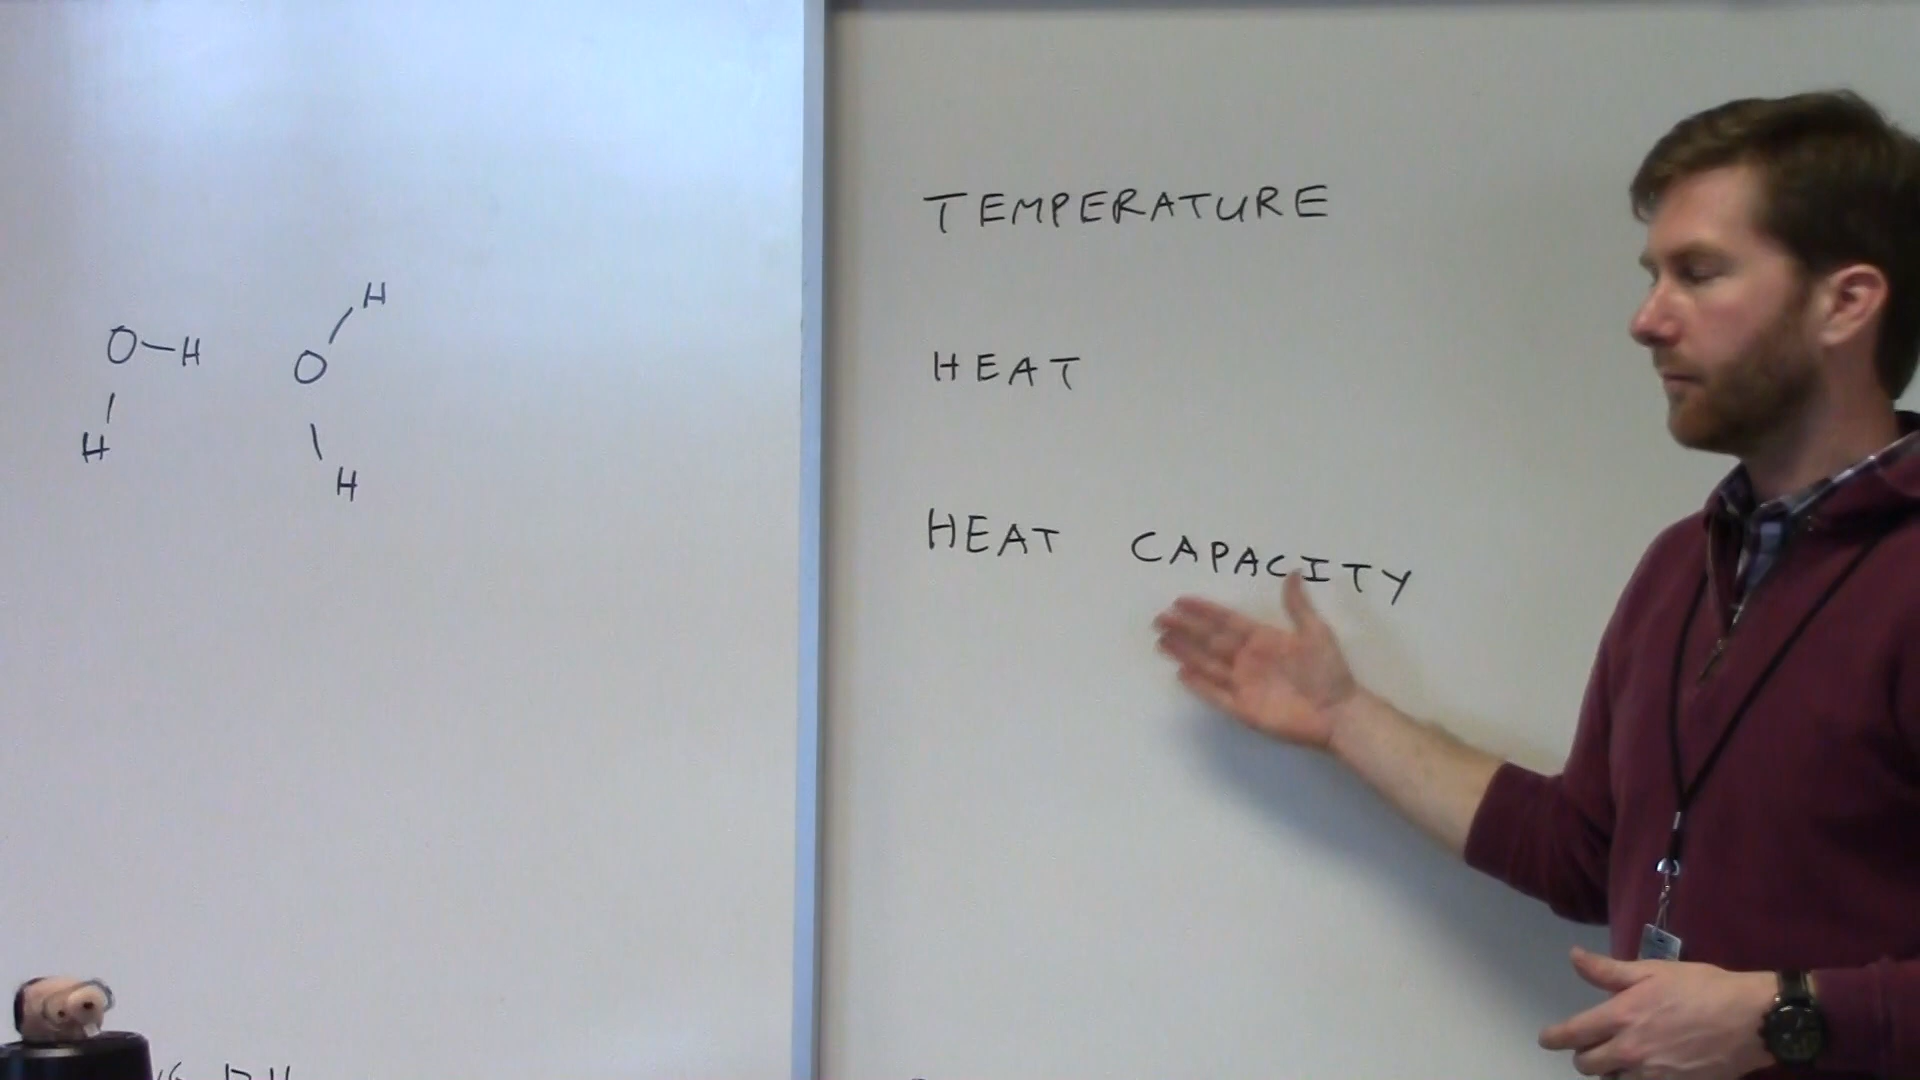 H
O-H O
H
H
TEMPERATURE
HEAT
HEAT CAPACITY